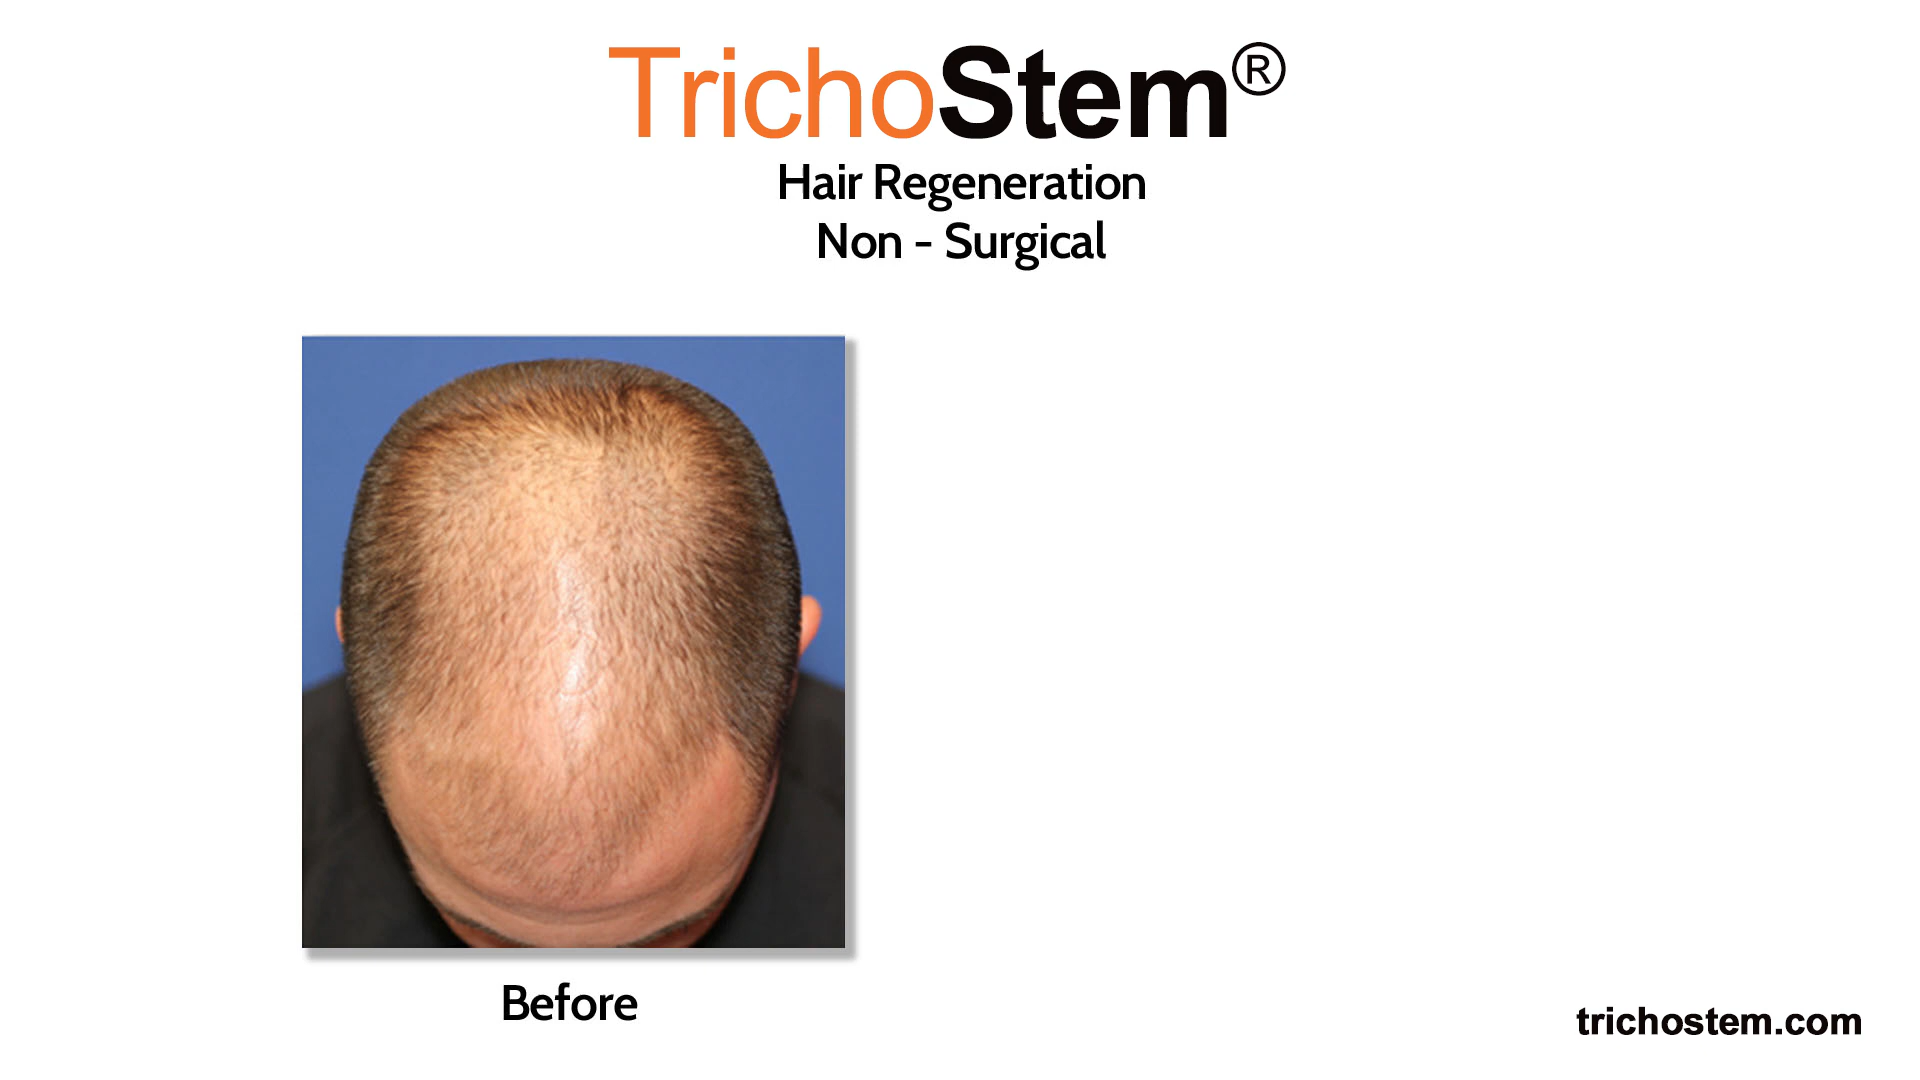 TrichoStem®
Hair Regeneration
Non - Surgical
Before
trichostem.com